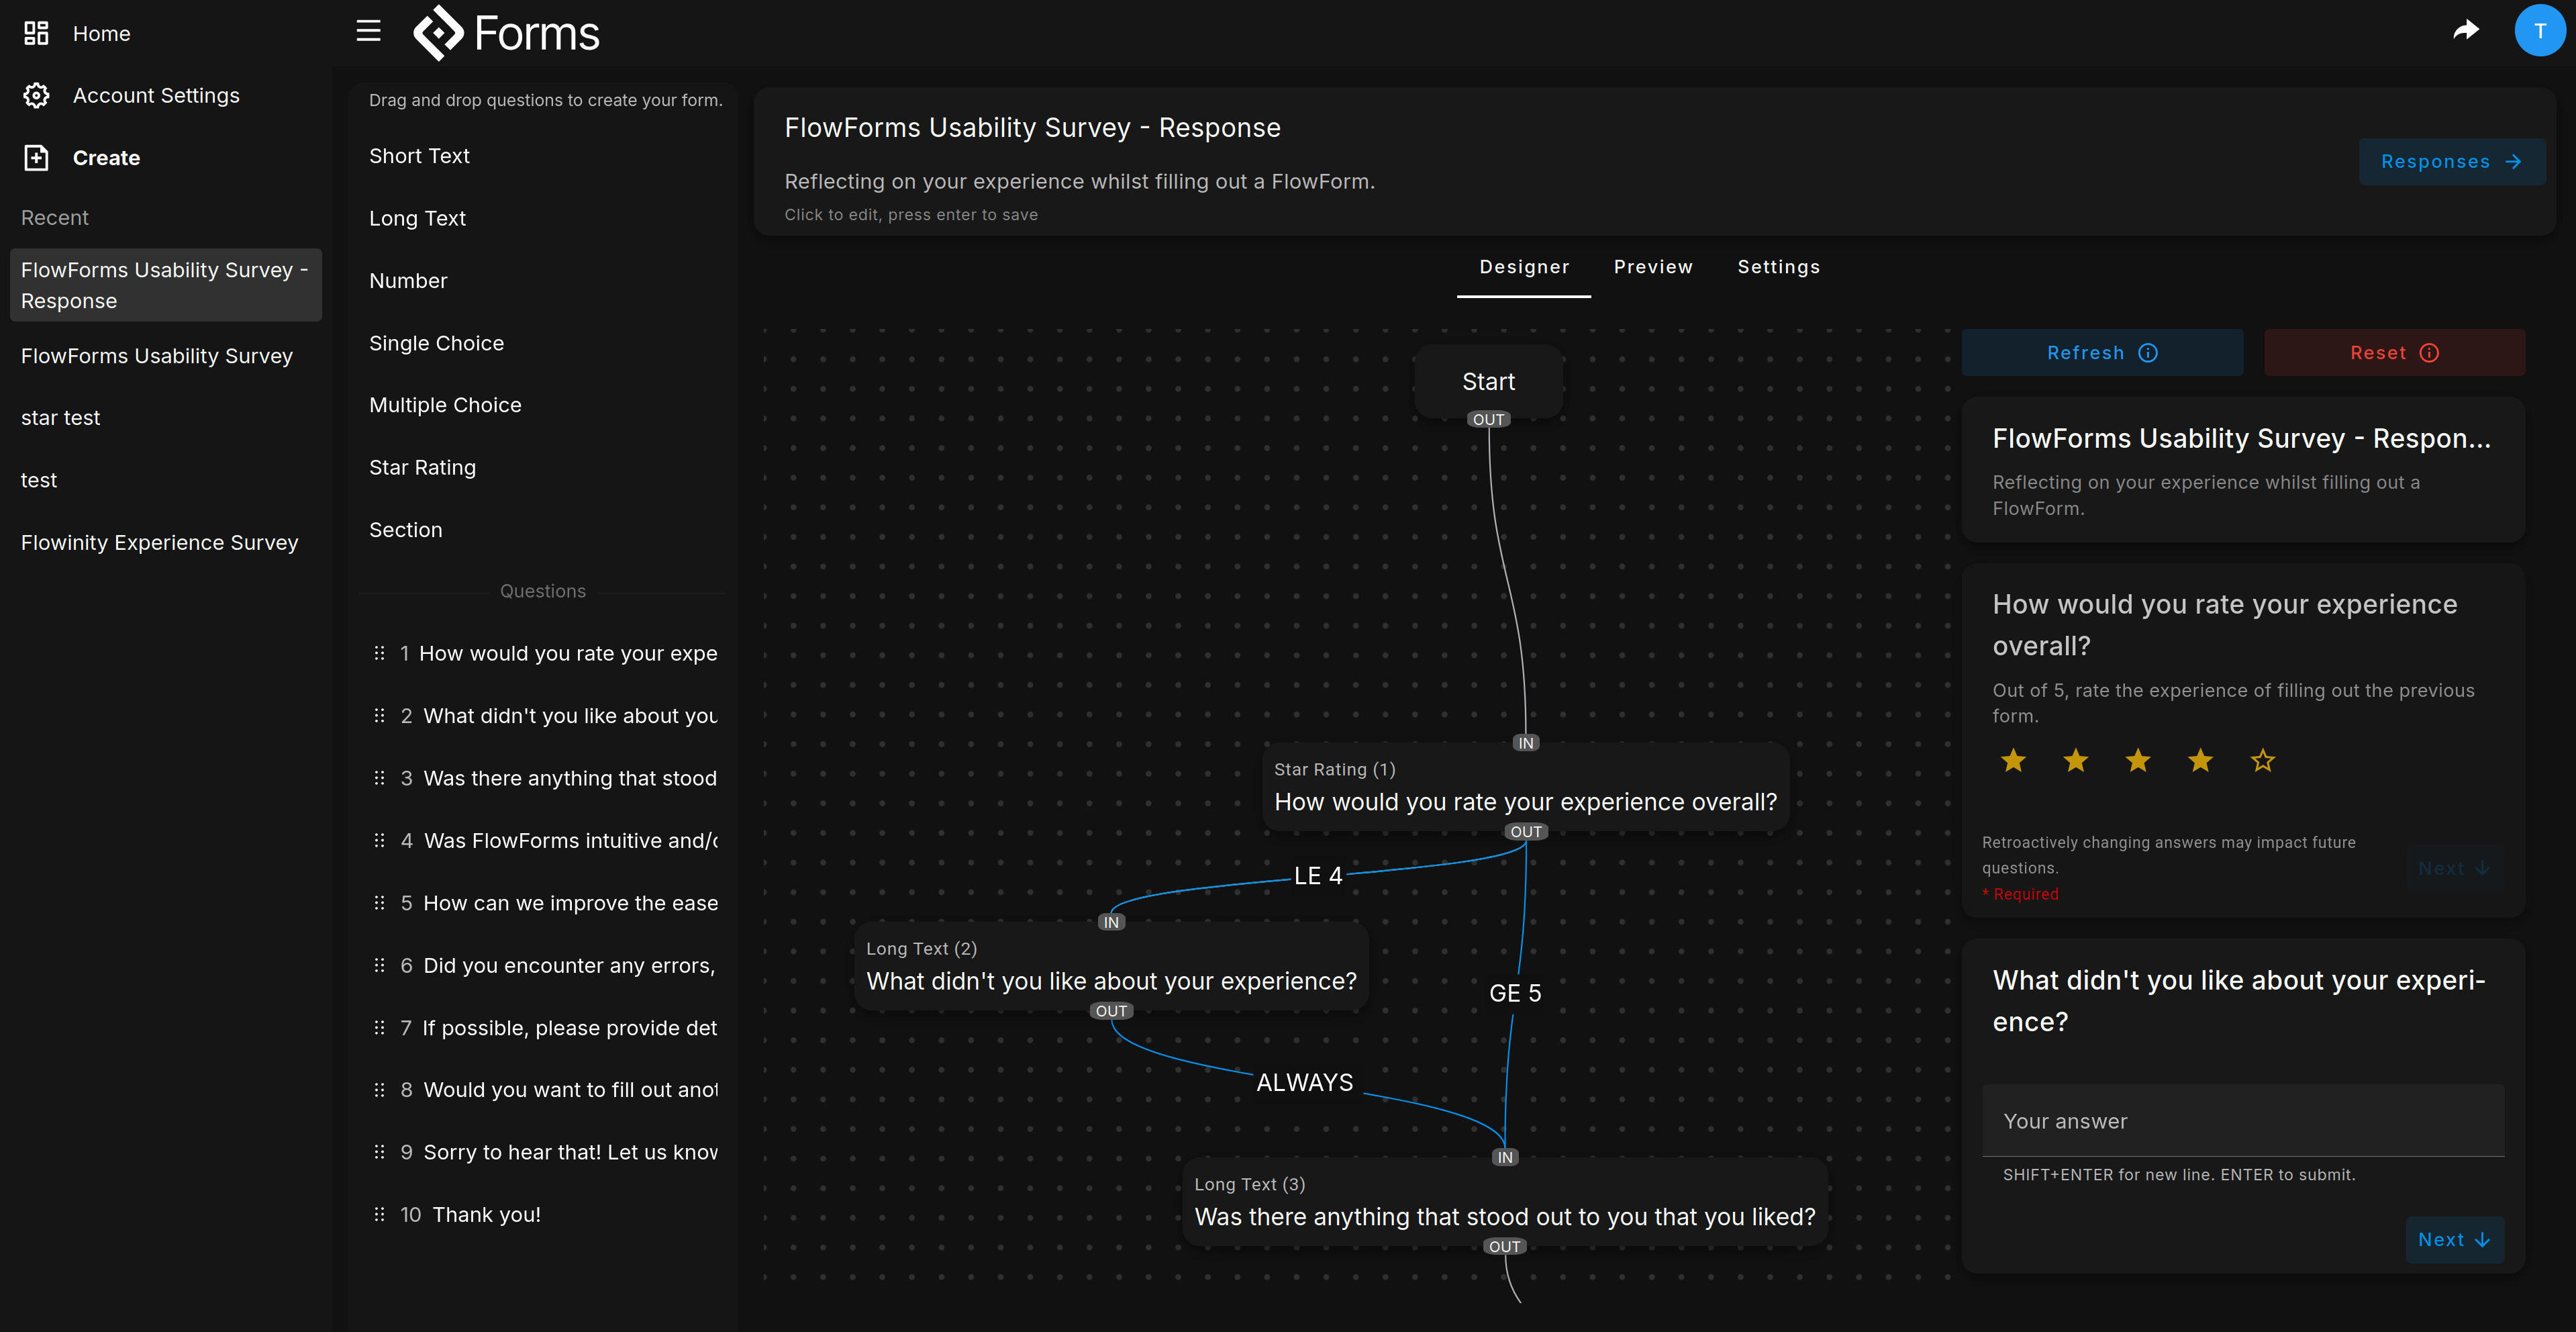 Home
Account Settings
Create
Recent
FlowForms Usability Survey -
Response
FlowForms Usability Survey
star test
test
Flowinity Experience Survey
Forms
T
Drag and drop questions to create your form.
Short Text
Long Text
Number
Single Choice
Multiple Choice
Star Rating
Section
Questions
1 How would you rate your expe
2 What didn't you like about you
3 Was there anything that stood
4 Was FlowForms intuitive and/
5 How can we improve the ease
6 Did you encounter any errors,
7 If possible, please provide det
8 Would you want to fill out anot
9 Sorry to hear that! Let us know
10 Thank you!
FlowForms Usability Survey - Response
Reflecting on your experience whilst filling out a FlowForm.
Click to edit, press enter to save
Responses
Designer Preview Settings
Start
OUT
IN
Star Rating (1)
How would you rate your experience overall?
OUT
LE 4
IN
Long Text (2)
What didn't you like about your experience?
OUT
GE 5
ALWAYS
IN
Long Text (3)
Was there anything that stood out to you that you liked?
OUT
Refresh Reset
FlowForms Usability Survey - Respon...
Reflecting on your experience whilst filling out a
FlowForm.
How would you rate your experience
overall?
Out of 5, rate the experience of filling out the previous
form.
Retroactively changing answers may impact future
questions.
Next
* Required
What didn't you like about your experi-
ence?
Your answer
SHIFT+ENTER for new line. ENTER to submit.
Next